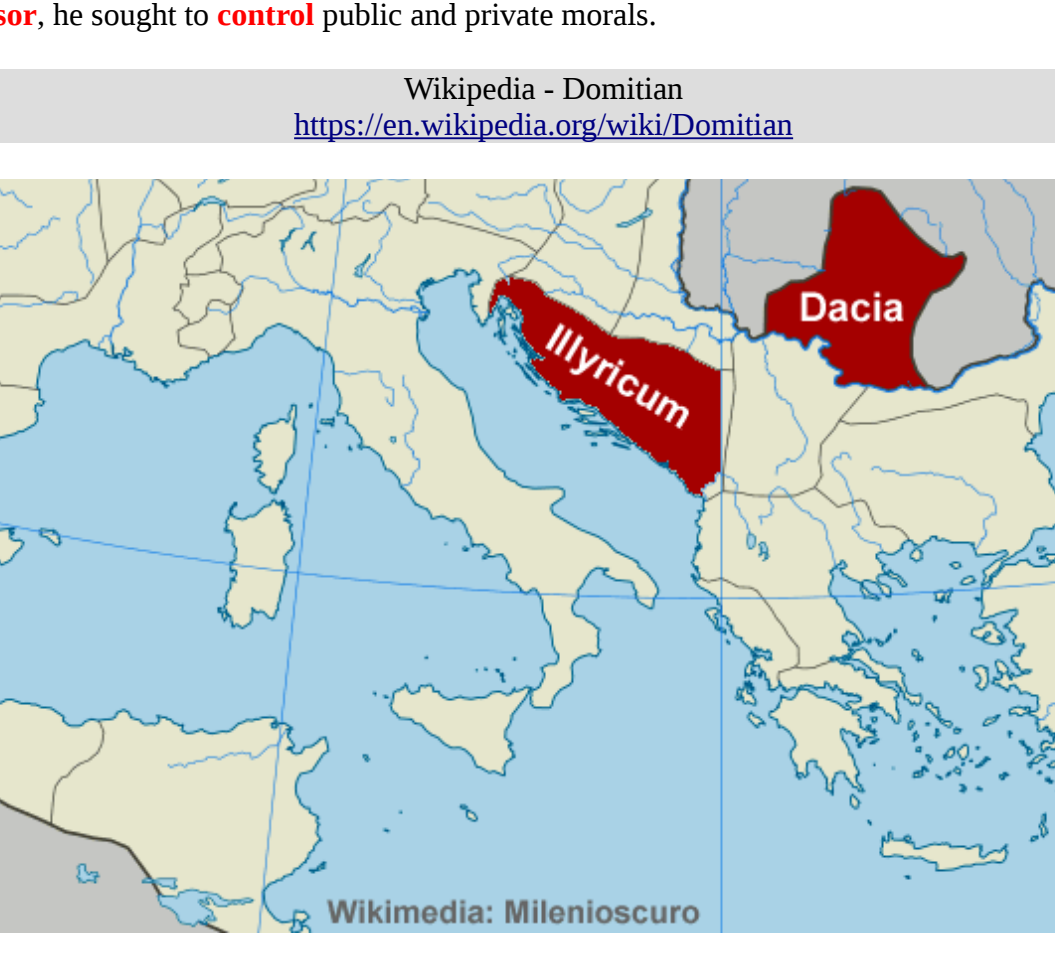 sor, he sought to control public and private morals.
Wikipedia - Domitian
https://en.wikipedia.org/wiki/Domitian
Dacia
Illyricum
Wikimedia: Milenioscuro